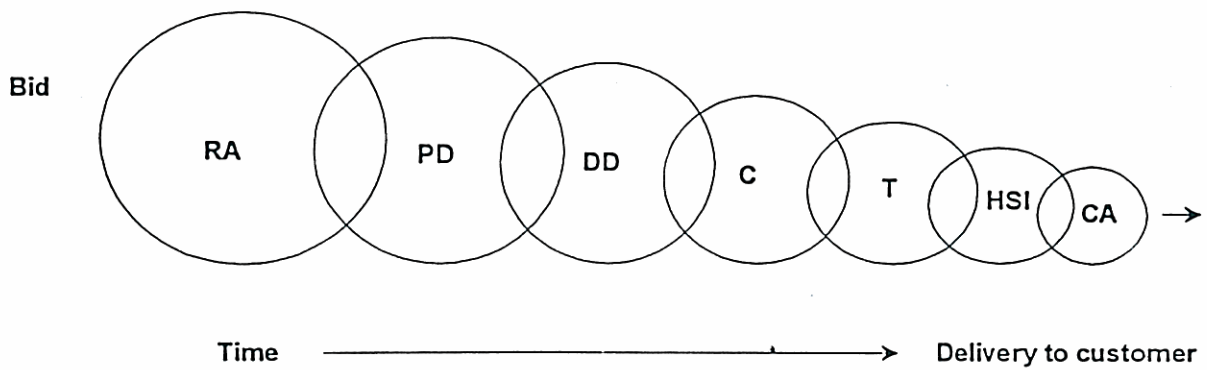 Bid
RA
PD
DD
C
T
HSI
CA
Time
Delivery to customer